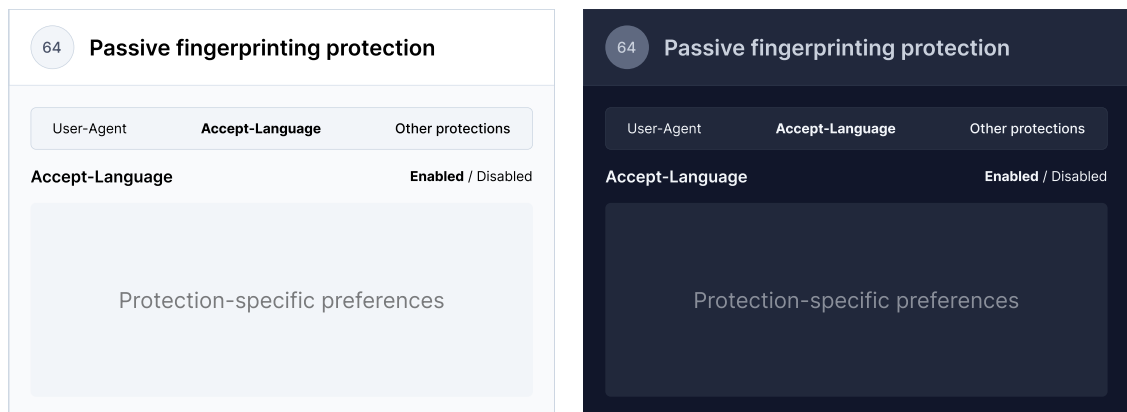 64 Passive fingerprinting protection
User-Agent Accept-Language Other protections
Accept-Language Enabled / Disabled
Protection-specific preferences
64 Passive fingerprinting protection
User-Agent Accept-Language Other protections
Accept-Language Enabled / Disabled
Protection-specific preferences